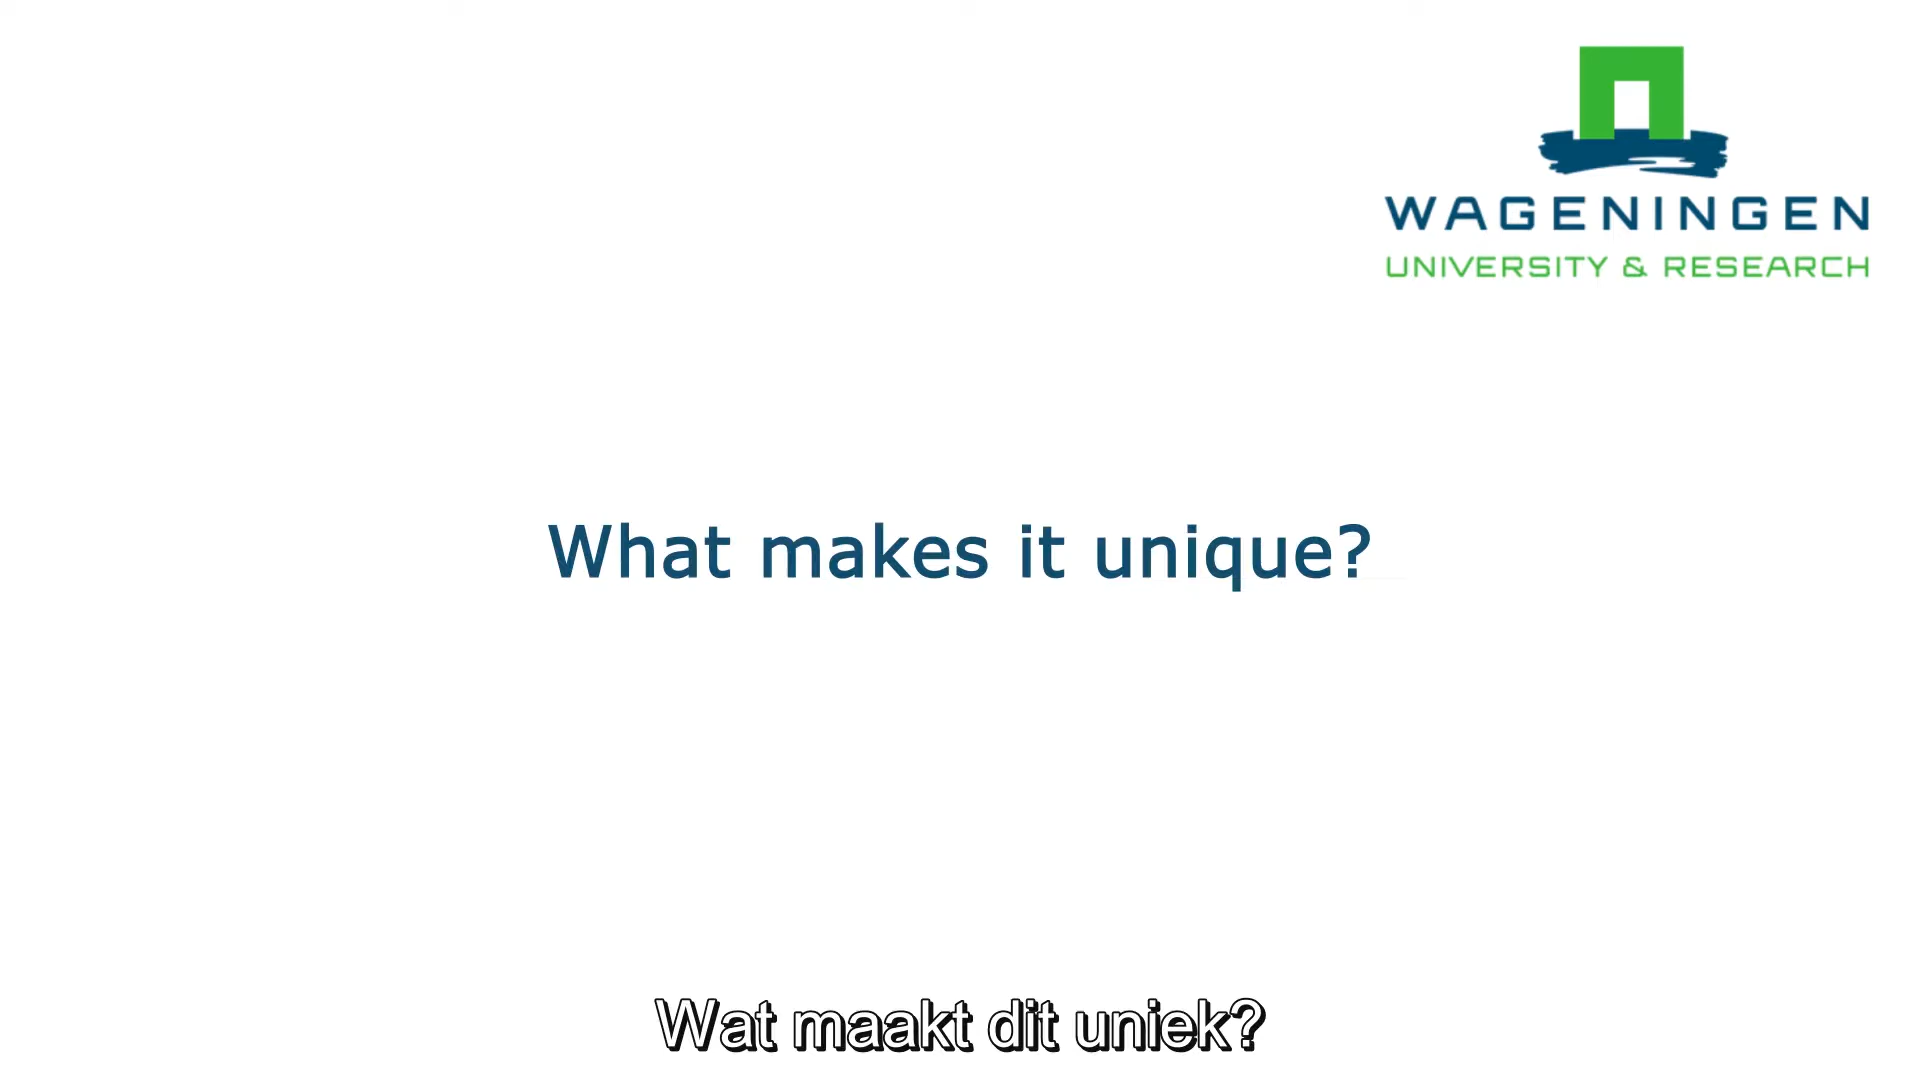 WAGENINGEN
UNIVERSITY & RESEARCH
What makes it unique?
Wat maakt dit uniek?